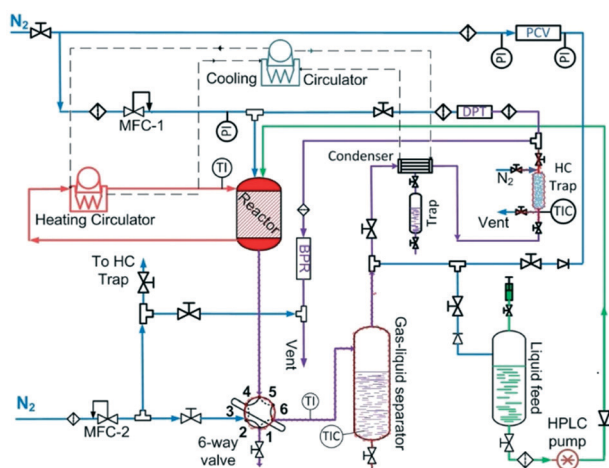 N2
PCV
PI
PI
Cooling
Circulator
MFC-1
PI
DPT
Condenser
HC
Trap
N2
TI
Heating Circulator
Reactor
Trap
Vent
TIC
To HC
Trap
BPR
Vent
Gas-liquid separator
Liquid feed
4
5
3
6
2
1
TI
N2
MFC-2
6-way
valve
TIC
HPLC
pump